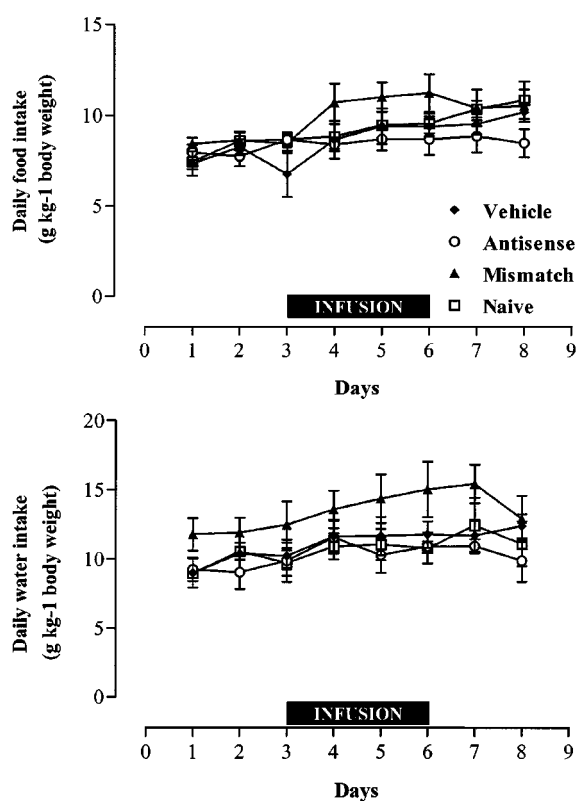 15
10
5
0
Daily food intake
(g kg-1 body weight)
Vehicle
Antisense
Mismatch
Naive
INFUSION
0 1 2 3 4 5 6 7 8 9
Days
20
15
10
5
0
Daily water intake
(g kg-1 body weight)
INFUSION
0 1 2 3 4 5 6 7 8 9
Days